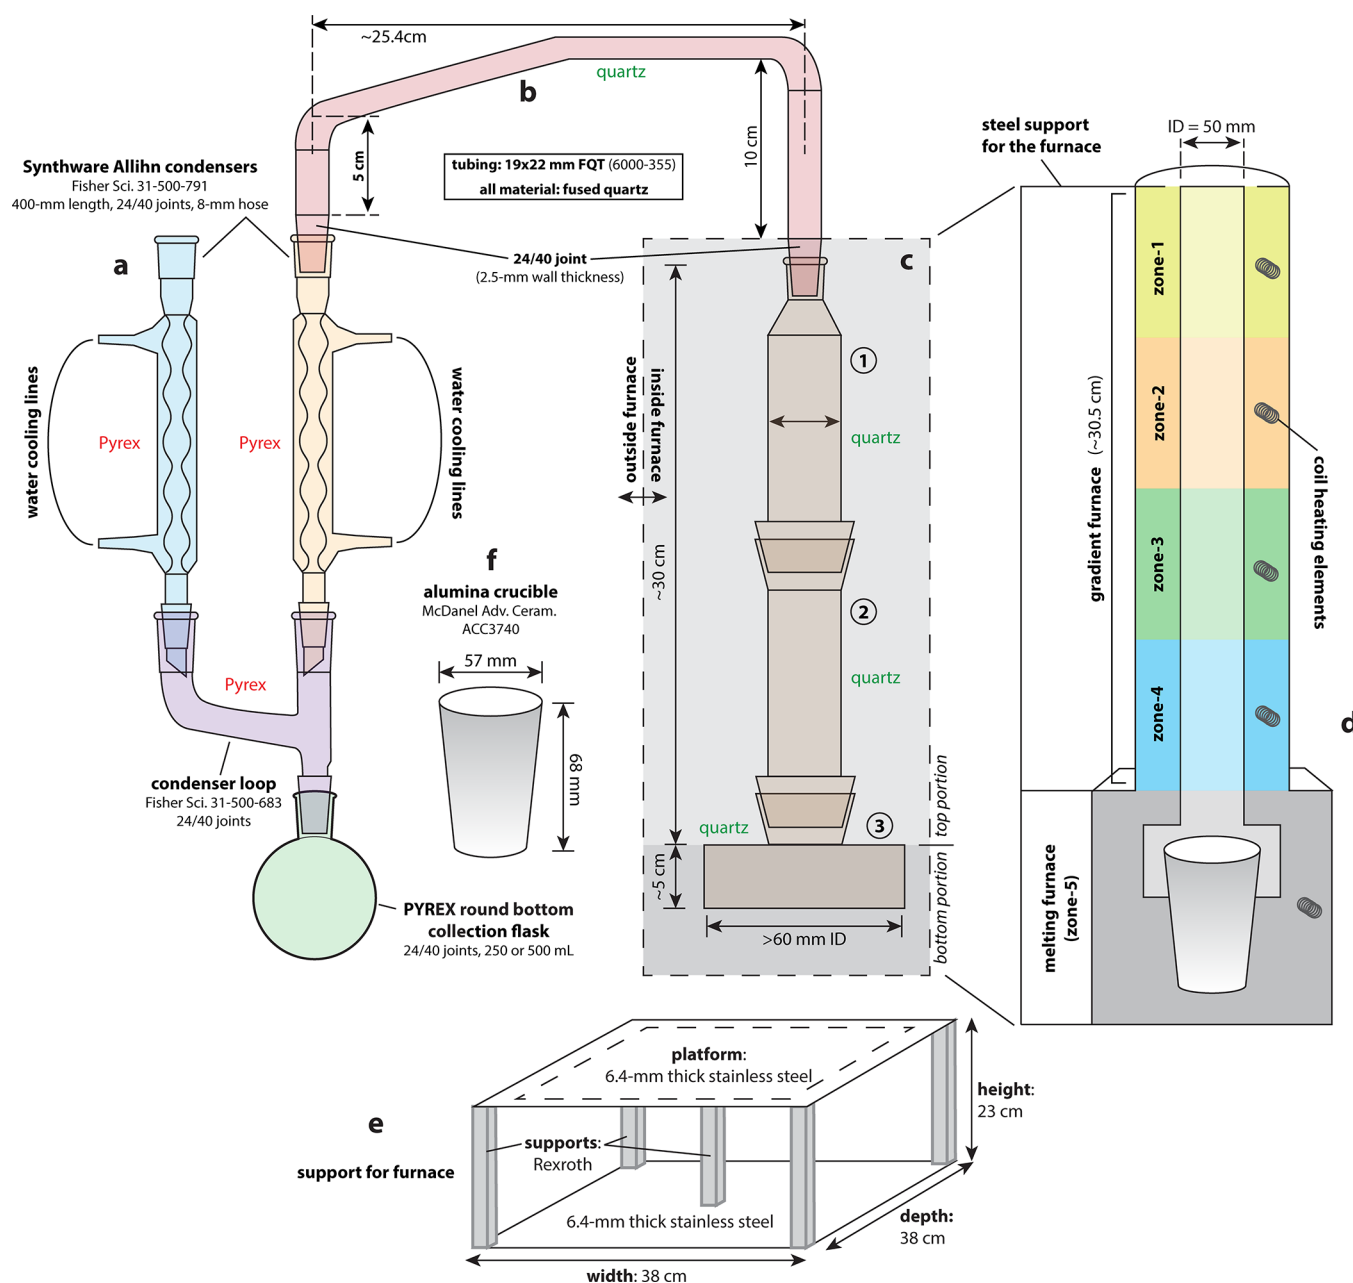 ~25.4cm
quartz
b
10 cm
5 cm
tubing: 19x22 mm FQT (6000-355)
all material: fused quartz
Synthware Allihn condensers
Fisher Sci. 31-500-791
400-mm length, 24/40 joints, 8-mm hose
a
24/40 joint
(2.5-mm wall thickness)
water cooling lines
Pyrex
Pyrex
water cooling lines
Pyrex
condenser loop
Fisher Sci. 31-500-683
24/40 joints
PYREX round bottom
collection flask
24/40 joints, 250 or 500 mL
f
alumina crucible
McDanel Adv. Ceram.
ACC3740
57 mm
68 mm
c
outspide furnace
inside furnace
~30 cm
1
quartz
2
quartz
quartz
3
~5 cm
>60 mm ID
top portion
bottom portion
steel support
for the furnace
ID = 50 mm
gradient furnace (~30.5 cm)
zone-1
zone-2
zone-3
zone-4
coil heating elements
d
melting furnace
(zone-5)
e
support for furnace
platform:
6.4-mm thick stainless steel
supports:
Rexroth
6.4-mm thick stainless steel
height:
23 cm
depth:
38 cm
width: 38 cm